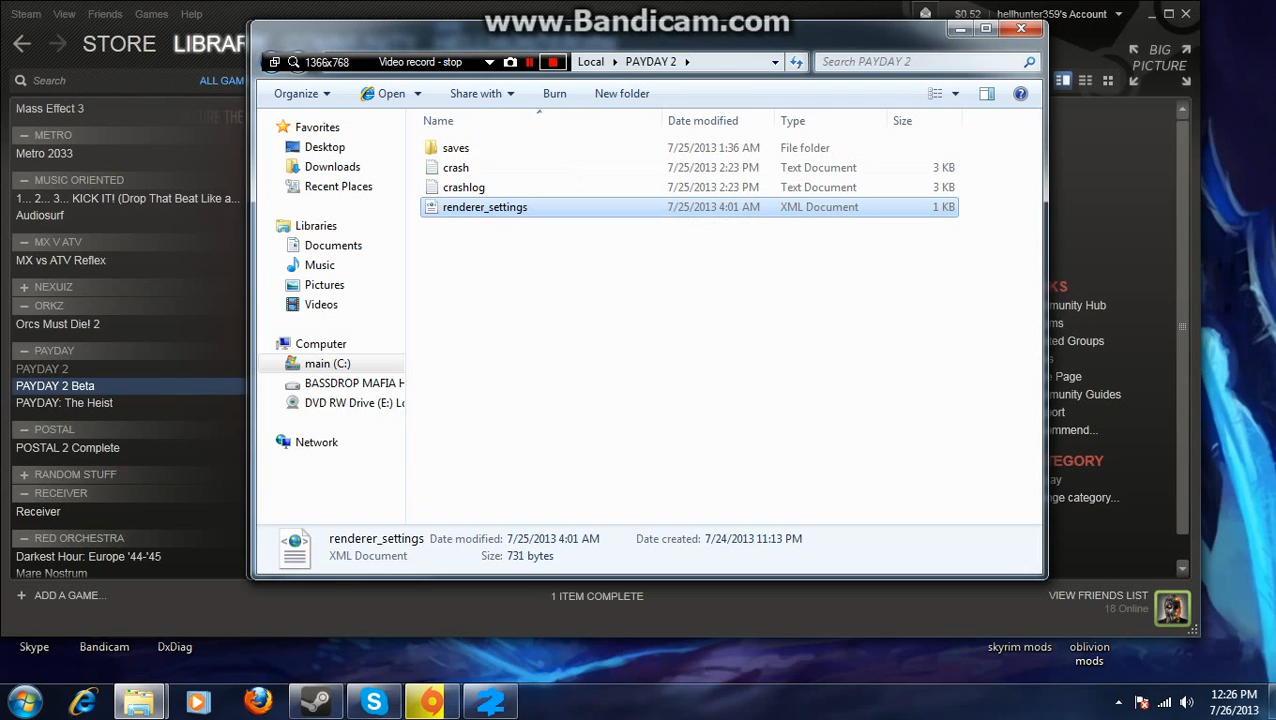 www.Bandicam.com
Steam View Friends Games Help
$0.52 hellhunter359's Account
STORE LIBRAR
BIG PICTURE
1366x768 Video record - stop
Local PAYDAY 2
Search PAYDAY 2
Search ALL GAM
Organize Open Share with Burn New folder
Mass Effect 3
METRO
Metro 2033
MUSIC ORIENTED
1... 2... 3... KICK IT! (Drop That Beat Like a...
Audiosurf
MX V ATV
MX vs ATV Reflex
NEXUIZ
ORKZ
Orcs Must Die! 2
PAYDAY
PAYDAY 2
PAYDAY 2 Beta
PAYDAY: The Heist
POSTAL
POSTAL 2 Complete
RANDOM STUFF
RECEIVER
Receiver
RED ORCHESTRA
Darkest Hour: Europe '44-'45
Mare Nostrum
Favorites
Desktop
Downloads
Recent Places
Libraries
Documents
Music
Pictures
Videos
Computer
main (C:)
BASSDROP MAFIA H
DVD RW Drive (E:) Lo
Network
Name Date modified Type Size
saves 7/25/2013 1:36 AM File folder
crash 7/25/2013 2:23 PM Text Document 3 KB
crashlog 7/25/2013 2:23 PM Text Document 3 KB
renderer_settings 7/25/2013 4:01 AM XML Document 1 KB
KS
munity Hub
ms
ted Groups
e Page
munity Guides
ort
mmend...
TEGORY
ay
nge category...
renderer_settings Date modified: 7/25/2013 4:01 AM Date created: 7/24/2013 11:13 PM
XML Document Size: 731 bytes
ADD A GAME...
1 ITEM COMPLETE
VIEW FRIENDS LIST
18 Online
Skype Bandicam DxDiag skyrim mods oblivion mods
12:26 PM
7/26/2013